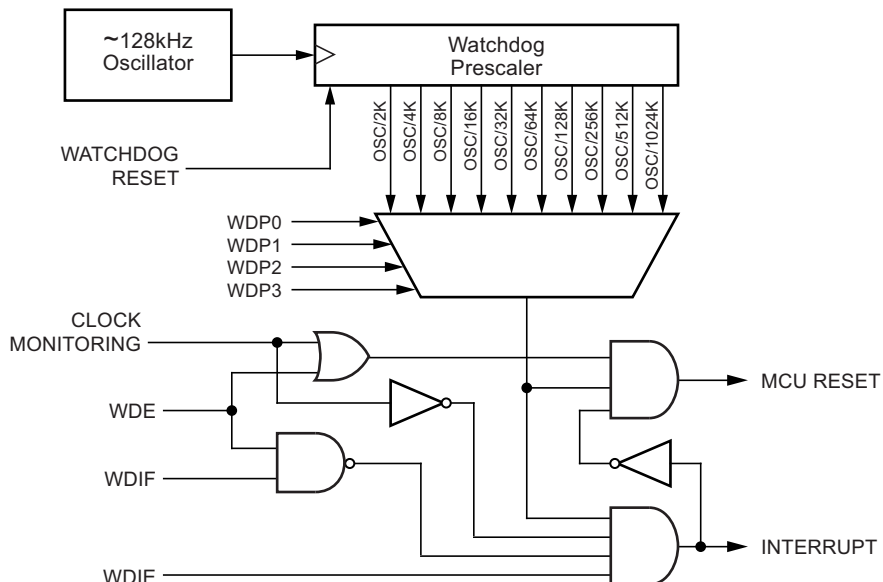 ~128kHz
Oscillator
Watchdog
Prescaler
OSC/2K
OSC/4K
OSC/8K
OSC/16K
OSC/32K
OSC/64K
OSC/128K
OSC/256K
OSC/512K
OSC/1024K
WATCHDOG
RESET
WDP0
WDP1
WDP2
WDP3
CLOCK
MONITORING
MCU RESET
WDE
WDIF
INTERRUPT
WDIE